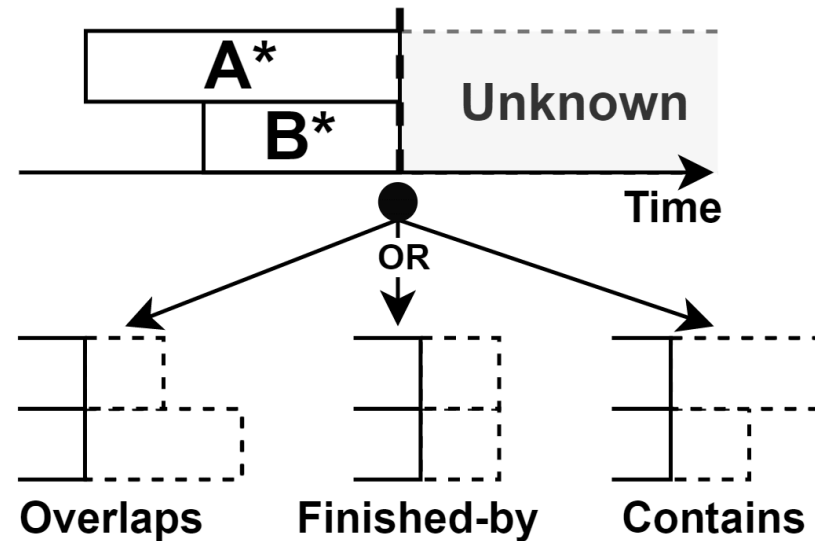 A*
B*
Unknown
Time
OR
Overlaps
Finished-by
Contains